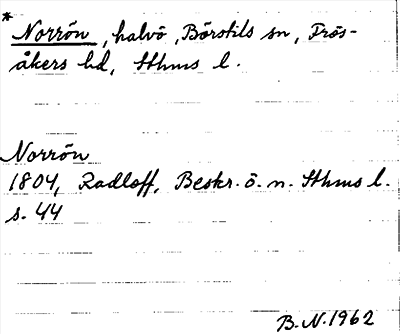 *
Norrön, halvö, Börstils sn, Frös-
åkers hd, Sthms l.
Norrön
1804, Radloff, Beskr. ö. n. Sthms l.
s. 44
B.N. 1962